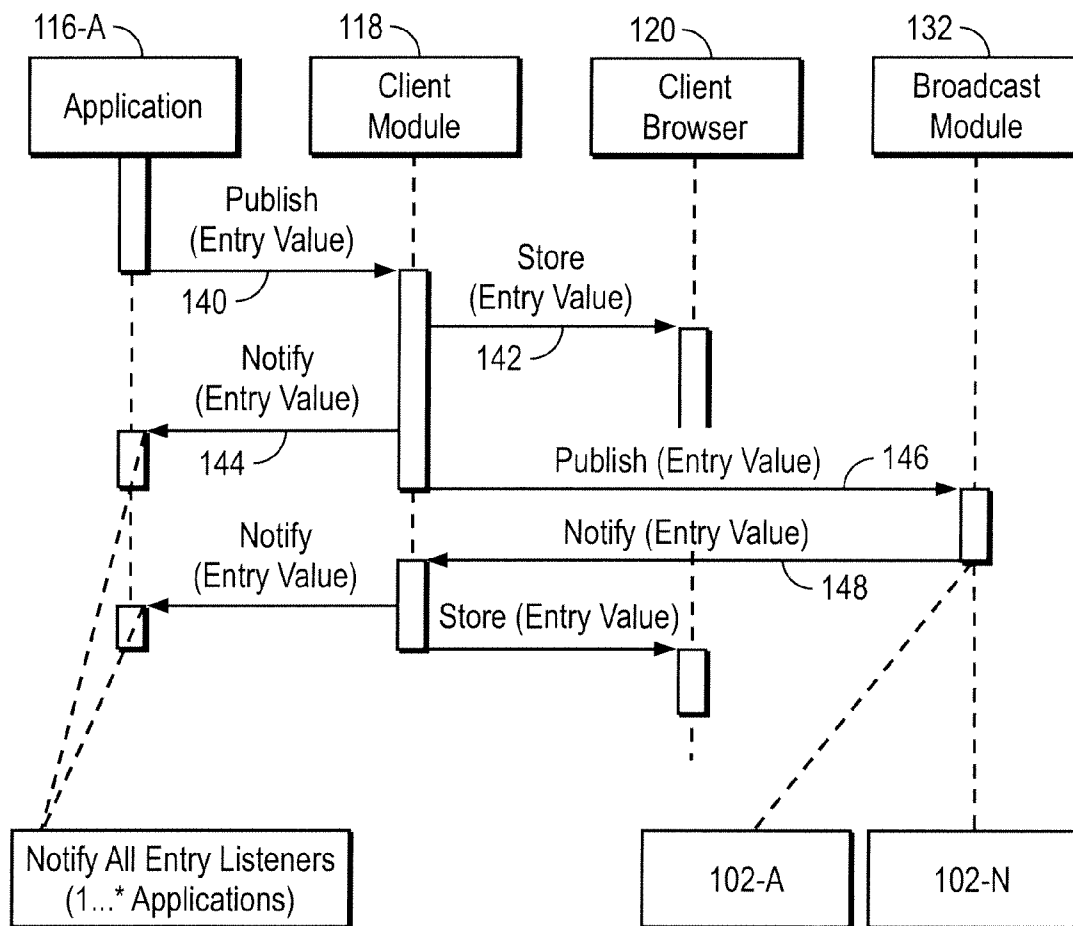 116-A
118
120
132
Application
Client
Module
Client
Browser
Broadcast
Module
Publish
(Entry Value)
140
Store
(Entry Value)
142
Notify
(Entry Value)
144
Publish (Entry Value)
146
Notify (Entry Value)
148
Notify
(Entry Value)
Store (Entry Value)
Notify All Entry Listeners
(1...* Applications)
102-A
102-N